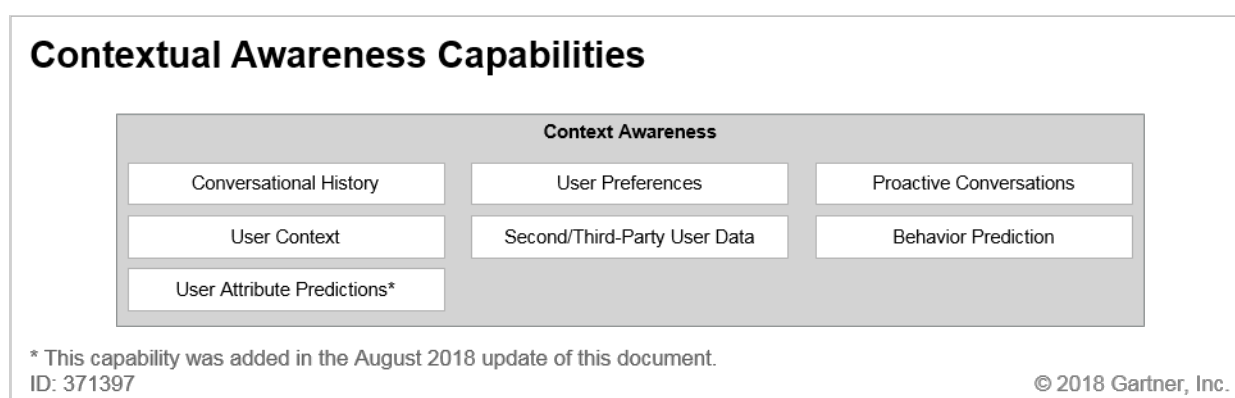 Contextual Awareness Capabilities
Context Awareness
Conversational History
User Preferences
Proactive Conversations
User Context
Second/Third-Party User Data
Behavior Prediction
User Attribute Predictions*
* This capability was added in the August 2018 update of this document.
ID: 371397
© 2018 Gartner, Inc.